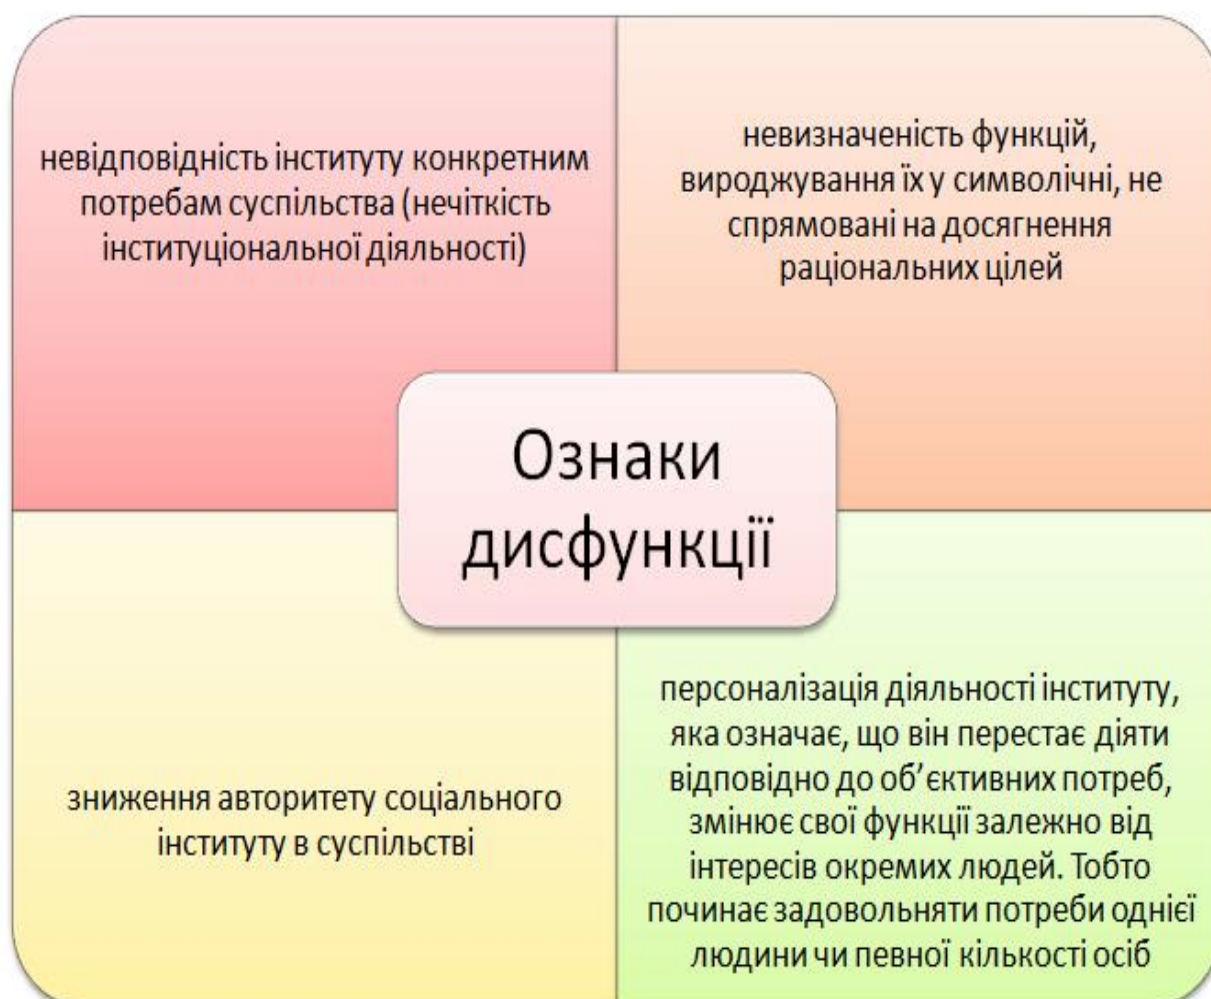 невідповідність інституту конкретним
потребам суспільства (нечіткість
інституціональної діяльності)
невизначеність функцій,
вироджування їх у символічні, не
спрямовані на досягнення
раціональних цілей
Ознаки
дисфункції
зниження авторитету соціального
інституту в суспільстві
персоналізація діяльності інституту,
яка означає, що він перестає діяти
відповідно до об’єктивних потреб,
змінює свої функції залежно від
інтересів окремих людей. Тобто
починає задовольняти потреби однієї
людини чи певної кількості осіб